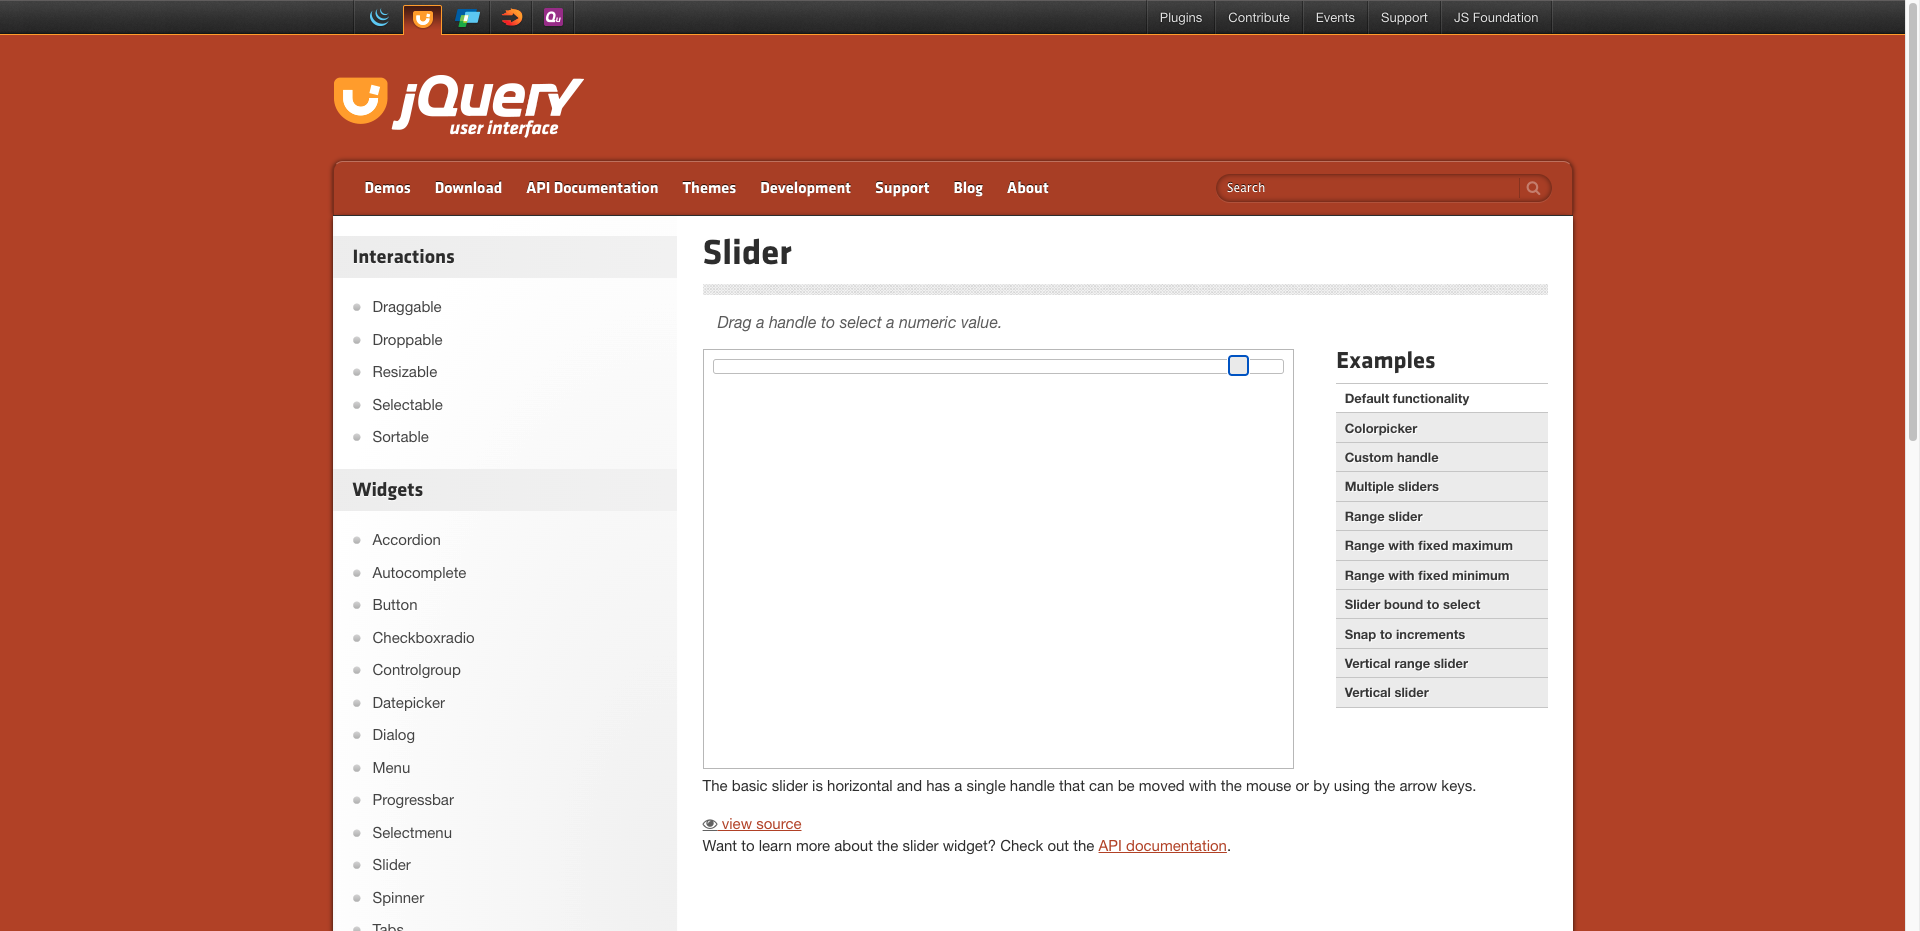 Qu
Plugins Contribute Events Support JS Foundation
jQuery
user interface
Demos Download API Documentation Themes Development Support Blog About Search
Interactions
Draggable
Droppable
Resizable
Selectable
Sortable
Widgets
Accordion
Autocomplete
Button
Checkboxradio
Controlgroup
Datepicker
Dialog
Menu
Progressbar
Selectmenu
Slider
Spinner
Tabs
Slider
Drag a handle to select a numeric value.
Examples
Default functionality
Colorpicker
Custom handle
Multiple sliders
Range slider
Range with fixed maximum
Range with fixed minimum
Slider bound to select
Snap to increments
Vertical range slider
Vertical slider
The basic slider is horizontal and has a single handle that can be moved with the mouse or by using the arrow keys.
view source
Want to learn more about the slider widget? Check out the API documentation.